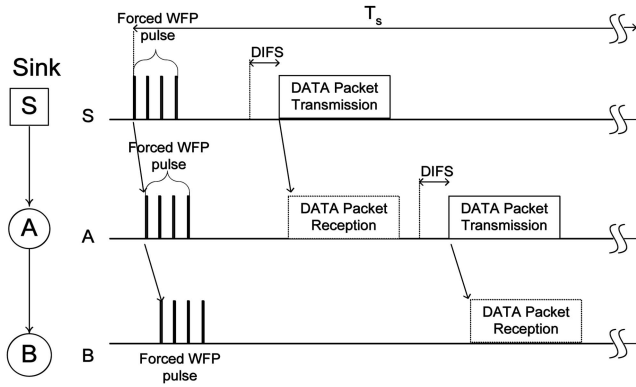 Forced WFP
pulse
T_s
DIFS
Sink
DATA Packet
Transmission
S
S
Forced WFP
pulse
DIFS
A
A
DATA Packet
Reception
DATA Packet
Transmission
DATA Packet
Reception
B
B
Forced WFP
pulse